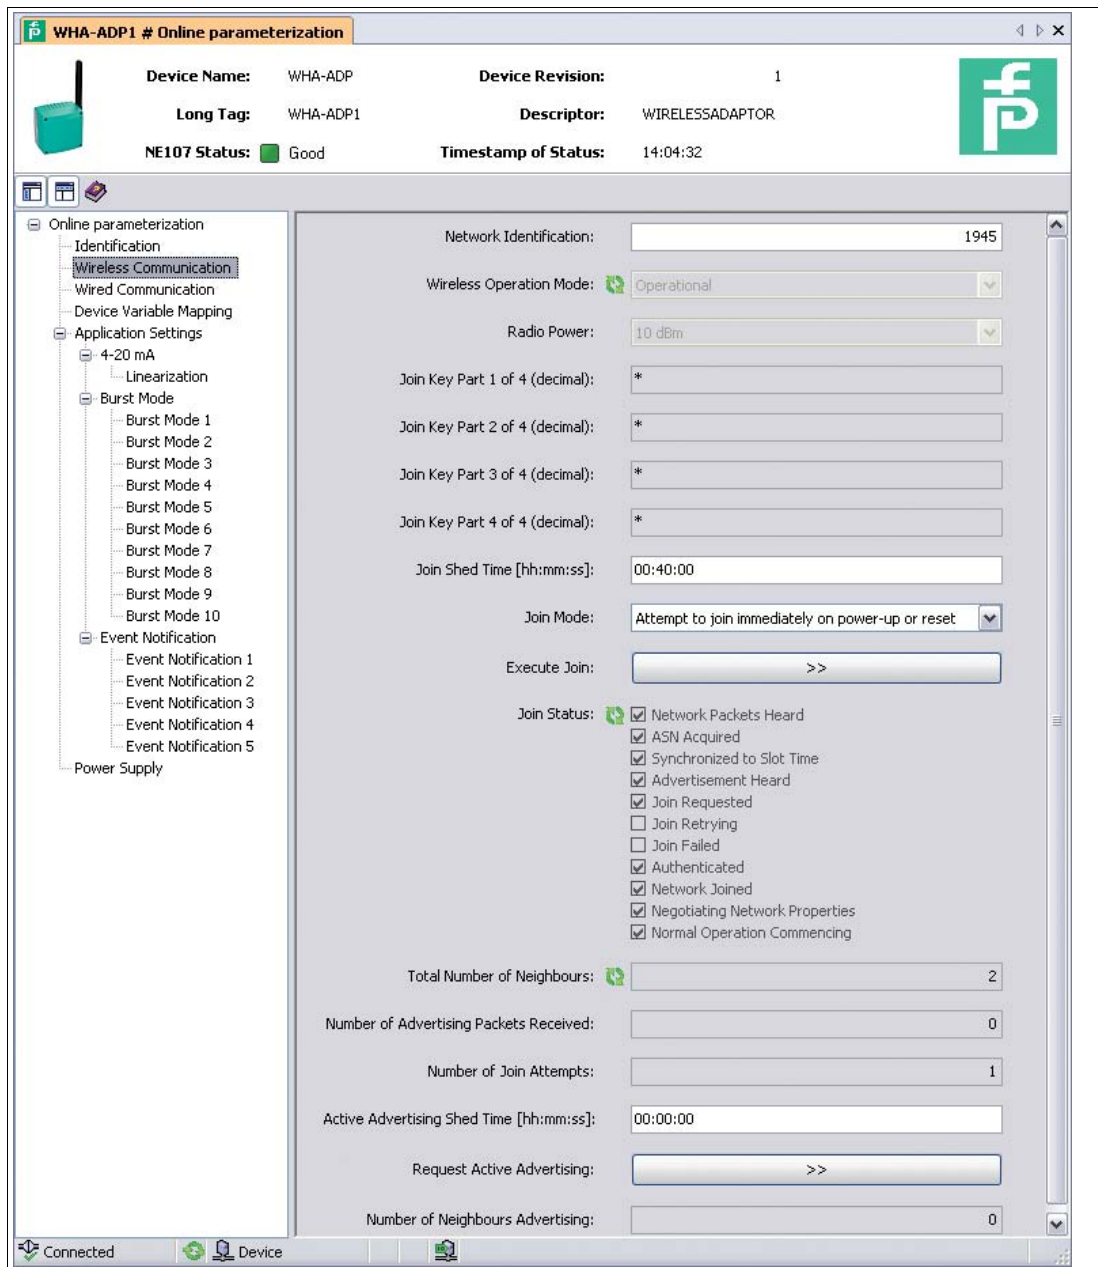 WHA-ADP1 # Online parameterization
Device Name: WHA-ADP Device Revision: 1
Long Tag: WHA-ADP1 Descriptor: WIRELESSADAPTOR
NE107 Status: Good Timestamp of Status: 14:04:32
Online parameterization
Identification
Wireless Communication
Wired Communication
Device Variable Mapping
Application Settings
4-20 mA
Linearization
Burst Mode
Burst Mode 1
Burst Mode 2
Burst Mode 3
Burst Mode 4
Burst Mode 5
Burst Mode 6
Burst Mode 7
Burst Mode 8
Burst Mode 9
Burst Mode 10
Event Notification
Event Notification 1
Event Notification 2
Event Notification 3
Event Notification 4
Event Notification 5
Power Supply
Network Identification: 1945
Wireless Operation Mode: Operational
Radio Power: 10 dBm
Join Key Part 1 of 4 (decimal): *
Join Key Part 2 of 4 (decimal): *
Join Key Part 3 of 4 (decimal): *
Join Key Part 4 of 4 (decimal): *
Join Shed Time [hh:mm:ss]: 00:40:00
Join Mode: Attempt to join immediately on power-up or reset
Execute Join: >>
Join Status: Network Packets Heard
ASN Acquired
Synchronized to Slot Time
Advertisement Heard
Join Requested
Join Retrying
Join Failed
Authenticated
Network Joined
Negotiating Network Properties
Normal Operation Commencing
Total Number of Neighbours: 2
Number of Advertising Packets Received: 0
Number of Join Attempts: 1
Active Advertising Shed Time [hh:mm:ss]: 00:00:00
Request Active Advertising: >>
Number of Neighbours Advertising: 0
Connected Device